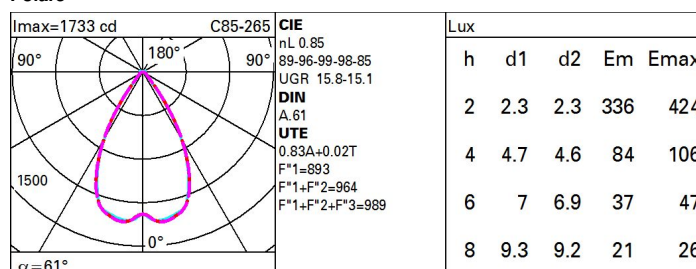 Imax=1733 cd C85-265
90° 180° 90°
1500
0°
α=61°
CIE
nL 0.85
89-96-99-98-85
UGR 15.8-15.1
DIN
A.61
UTE
0.83A+0.02T
F"1=893
F"1+F"2=964
F"1+F"2+F"3=989
Lux
h d1 d2 Em Emax
2 2.3 2.3 336 424
4 4.7 4.6 84 106
6 7 6.9 37 47
8 9.3 9.2 21 26